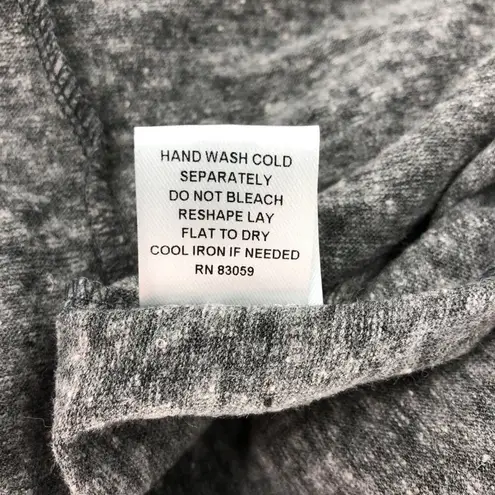 HAND WASH COLD
SEPARATELY
DO NOT BLEACH
RESHAPE LAY
FLAT TO DRY
COOL IRON IF NEEDED
RN 83059